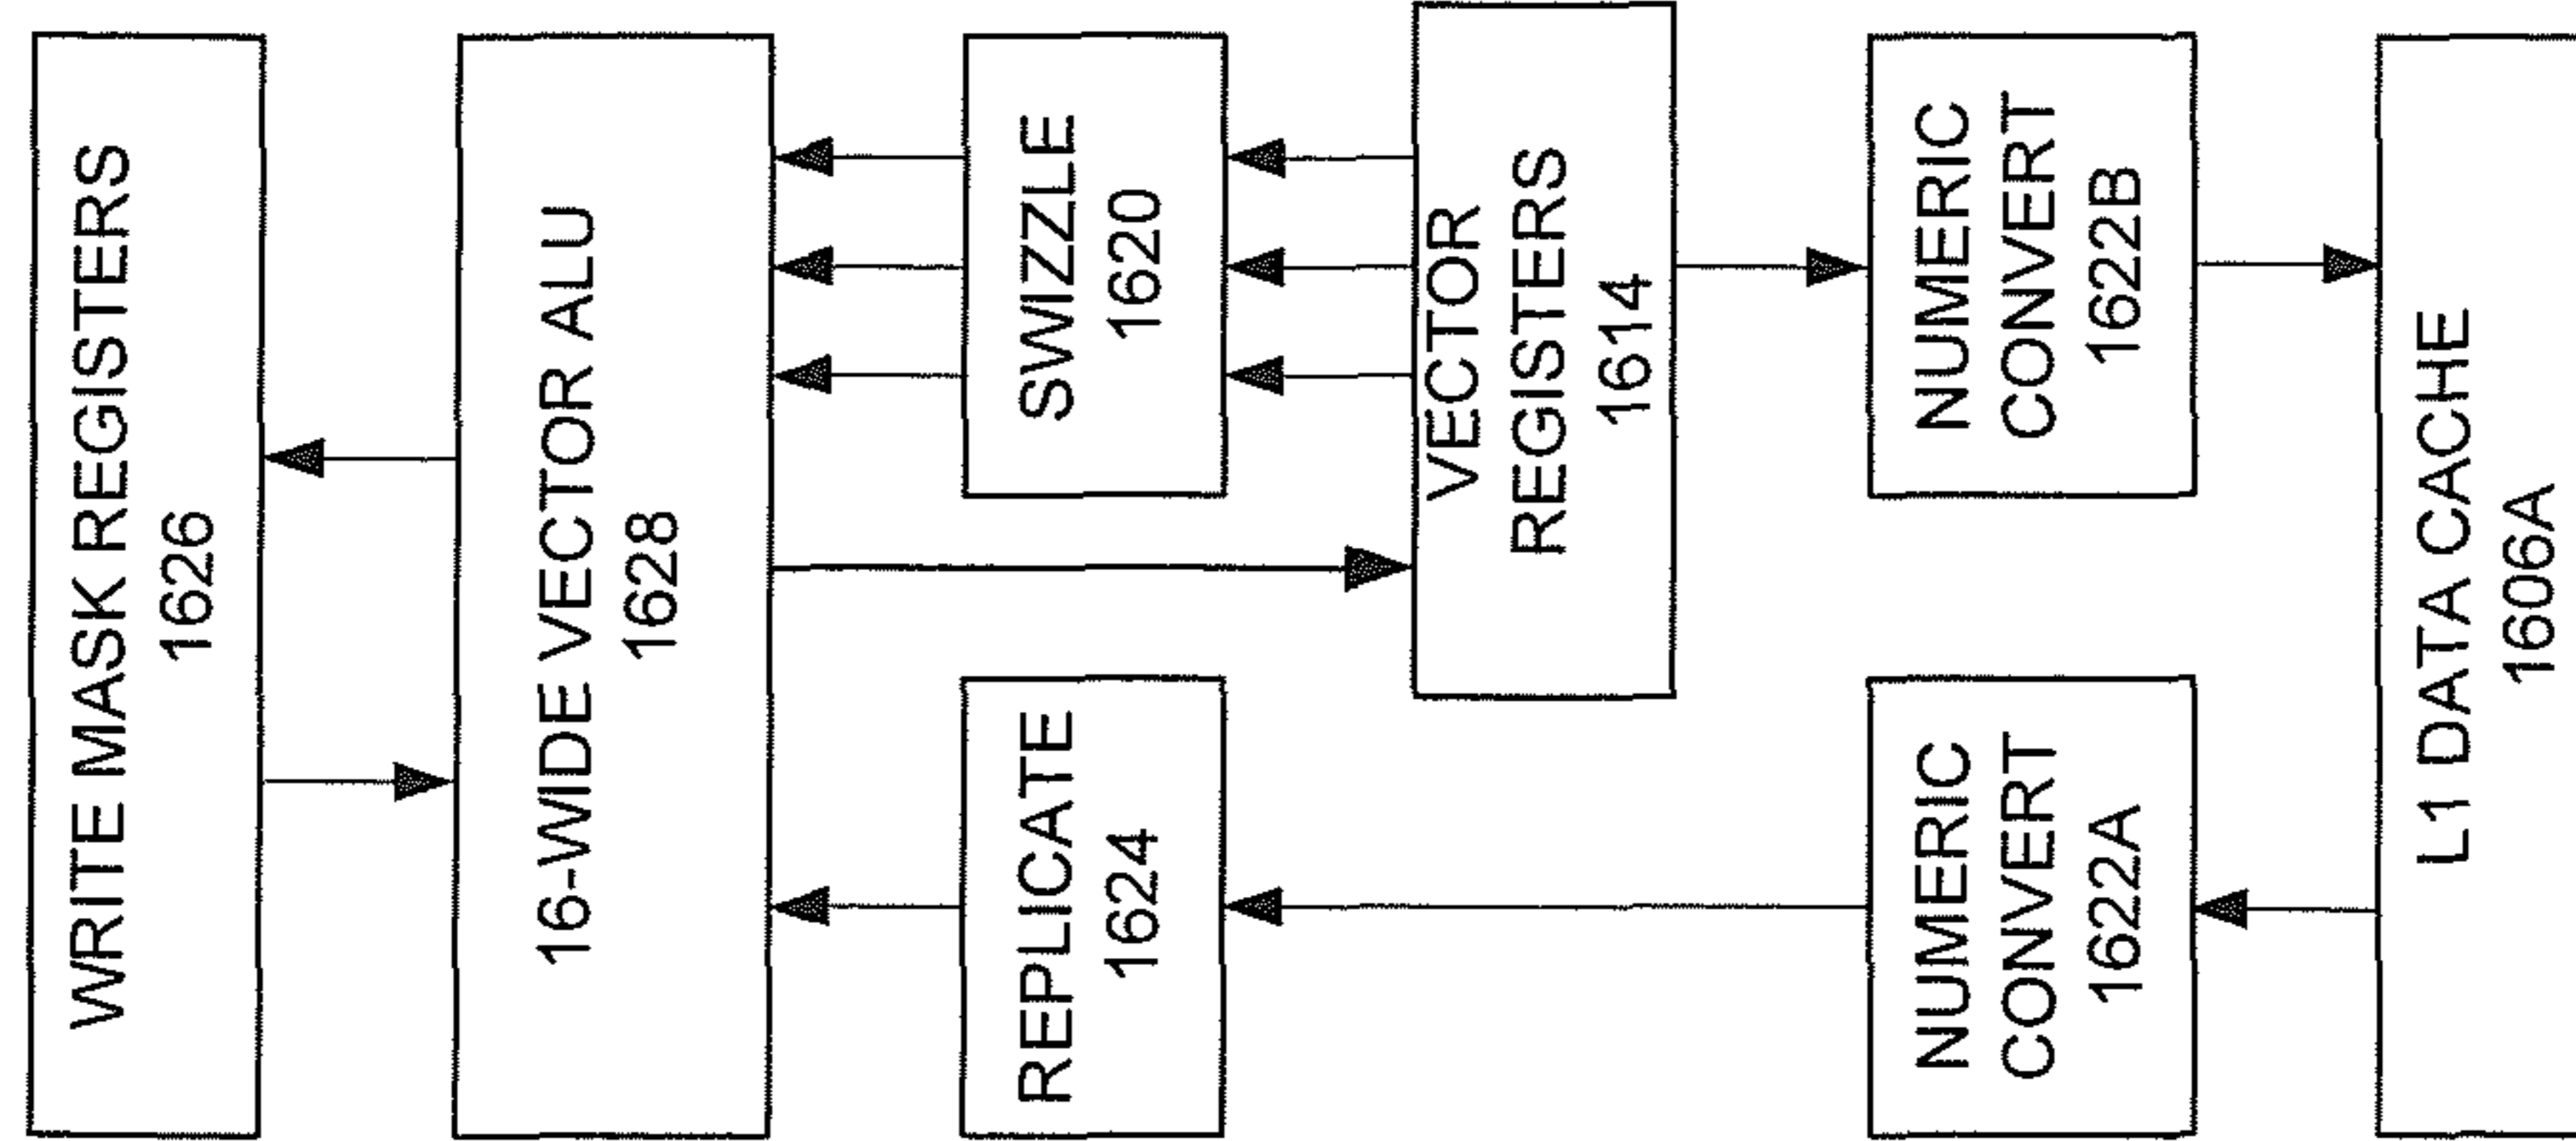 WRITE MASK REGISTERS
1626
16-WIDE VECTOR ALU
1628
REPLICATE
1624
SWIZZLE
1620
VECTOR
REGISTERS
1614
NUMERIC
CONVERT
1622A
NUMERIC
CONVERT
1622B
L1 DATA CACHE
1606A